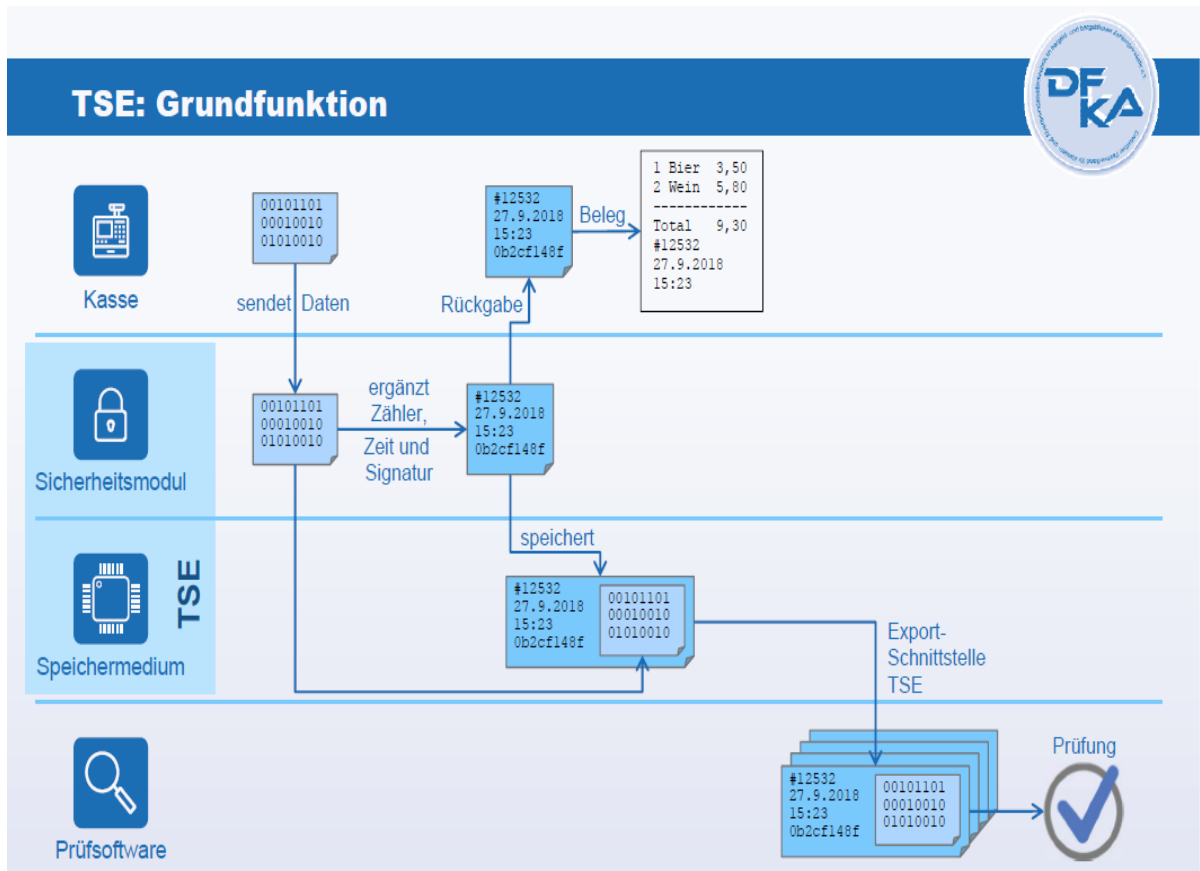 TSE: Grundfunktion
DF
KA
Kasse
00101101
00010010
01010010
sendet Daten
#12532
27.9.2018
15:23
0b2cf148f
Rückgabe
Beleg
1 Bier 3,50
2 Wein 5,80
------------
Total 9,30
#12532
27.9.2018
15:23
Sicherheitsmodul
00101101
00010010
01010010
ergänzt
Zähler,
Zeit und
Signatur
#12532
27.9.2018
15:23
0b2cf148f
TSE
Speichermedium
speichert
#12532
27.9.2018
15:23
0b2cf148f
00101101
00010010
01010010
Export-
Schnittstelle
TSE
Prüfsoftware
#12532
27.9.2018
15:23
0b2cf148f
00101101
00010010
01010010
Prüfung